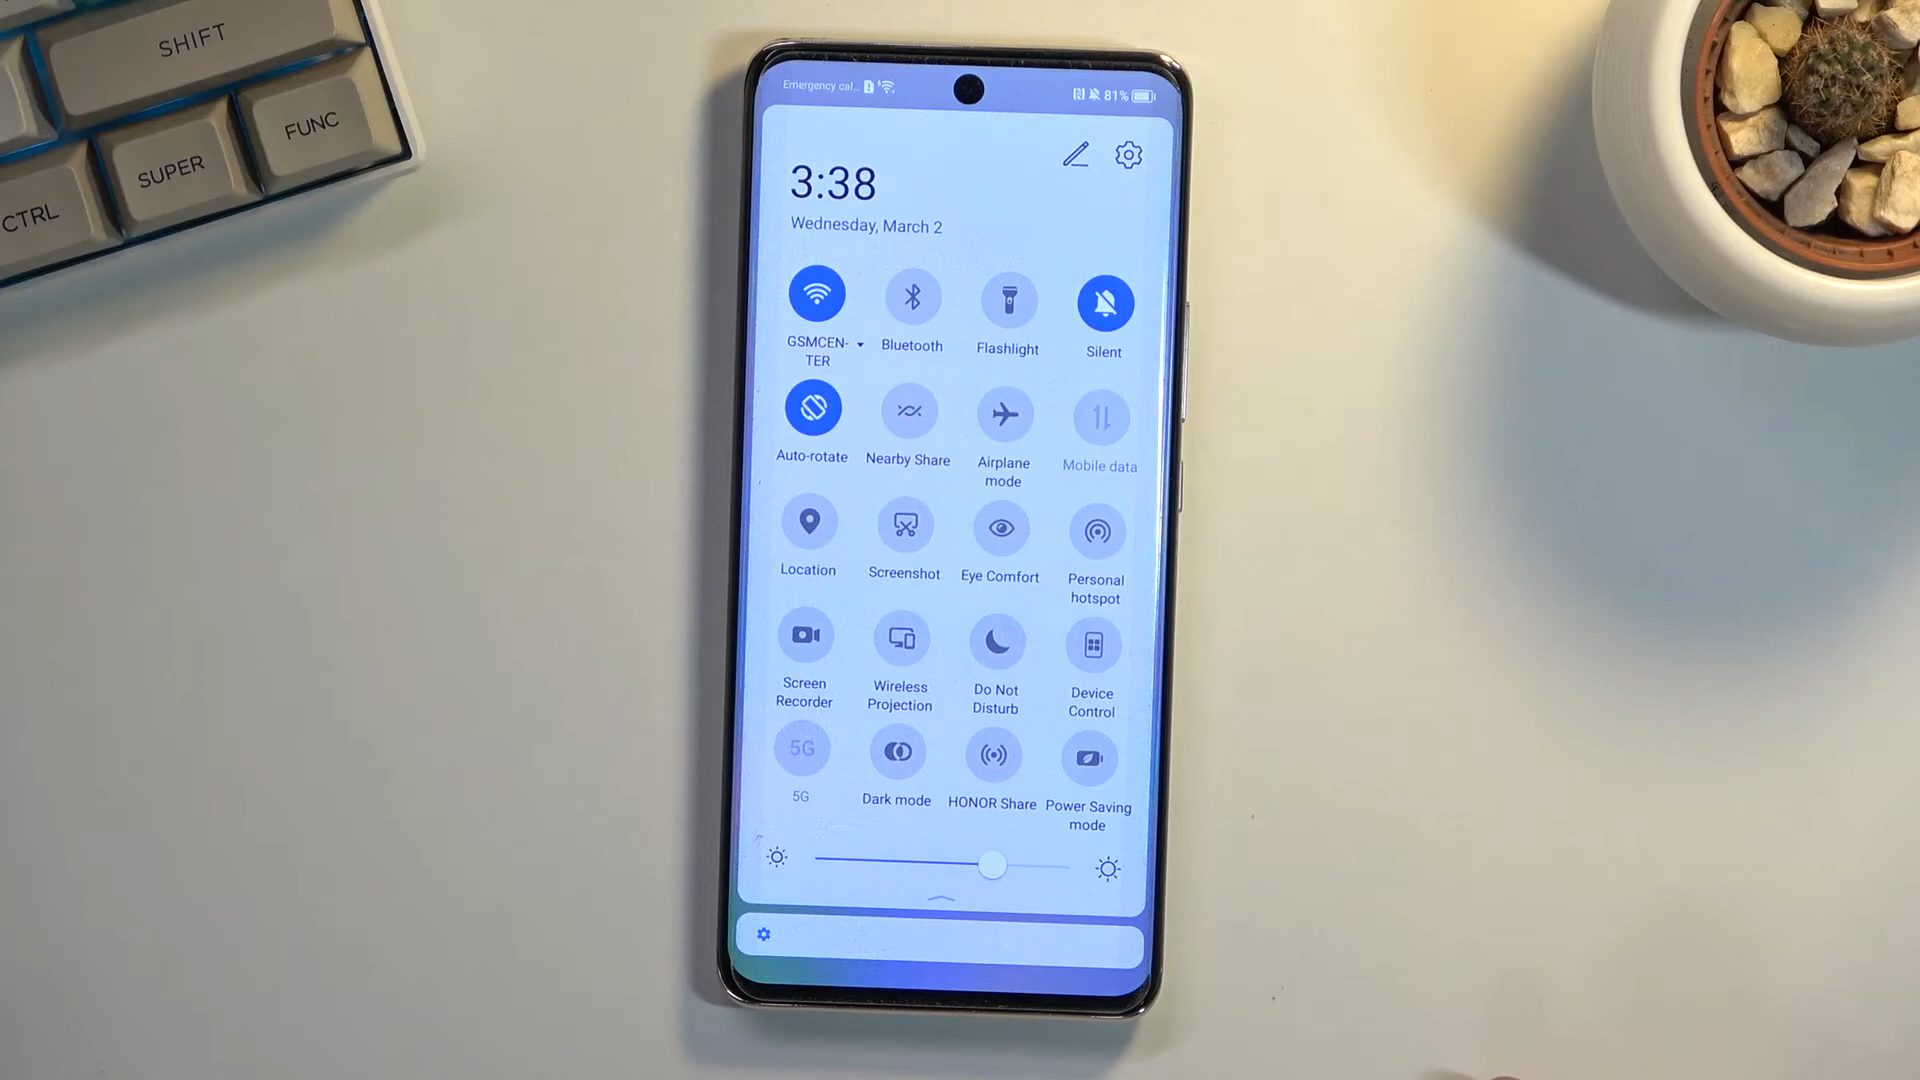 SHIFT
FUNC
SUPER
CTRL
Emergency cal...
81%
3:38
Wednesday, March 2
GSMCEN-
TER
Bluetooth
Flashlight
Silent
Auto-rotate
Nearby Share
Airplane
mode
Mobile data
Location
Screenshot
Eye Comfort
Personal
hotspot
Screen
Recorder
Wireless
Projection
Do Not
Disturb
Device
Control
5G
5G
Dark mode
HONOR Share
Power Saving
mode